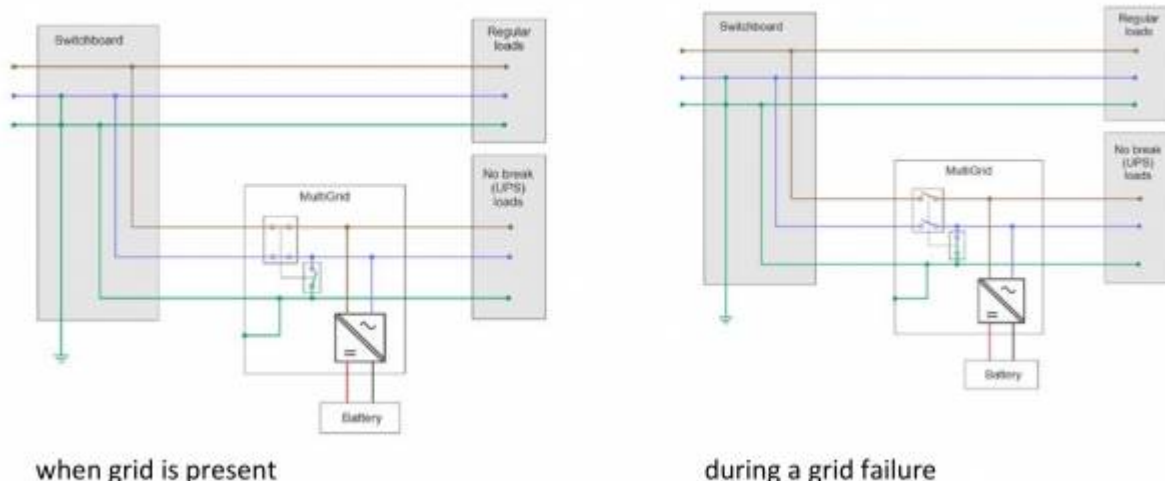 Switchboard
Regular
loads
No break
(UPS)
loads
MultiGrid
Battery
when grid is present
Switchboard
Regular
loads
No break
(UPS)
loads
MultiGrid
Battery
during a grid failure